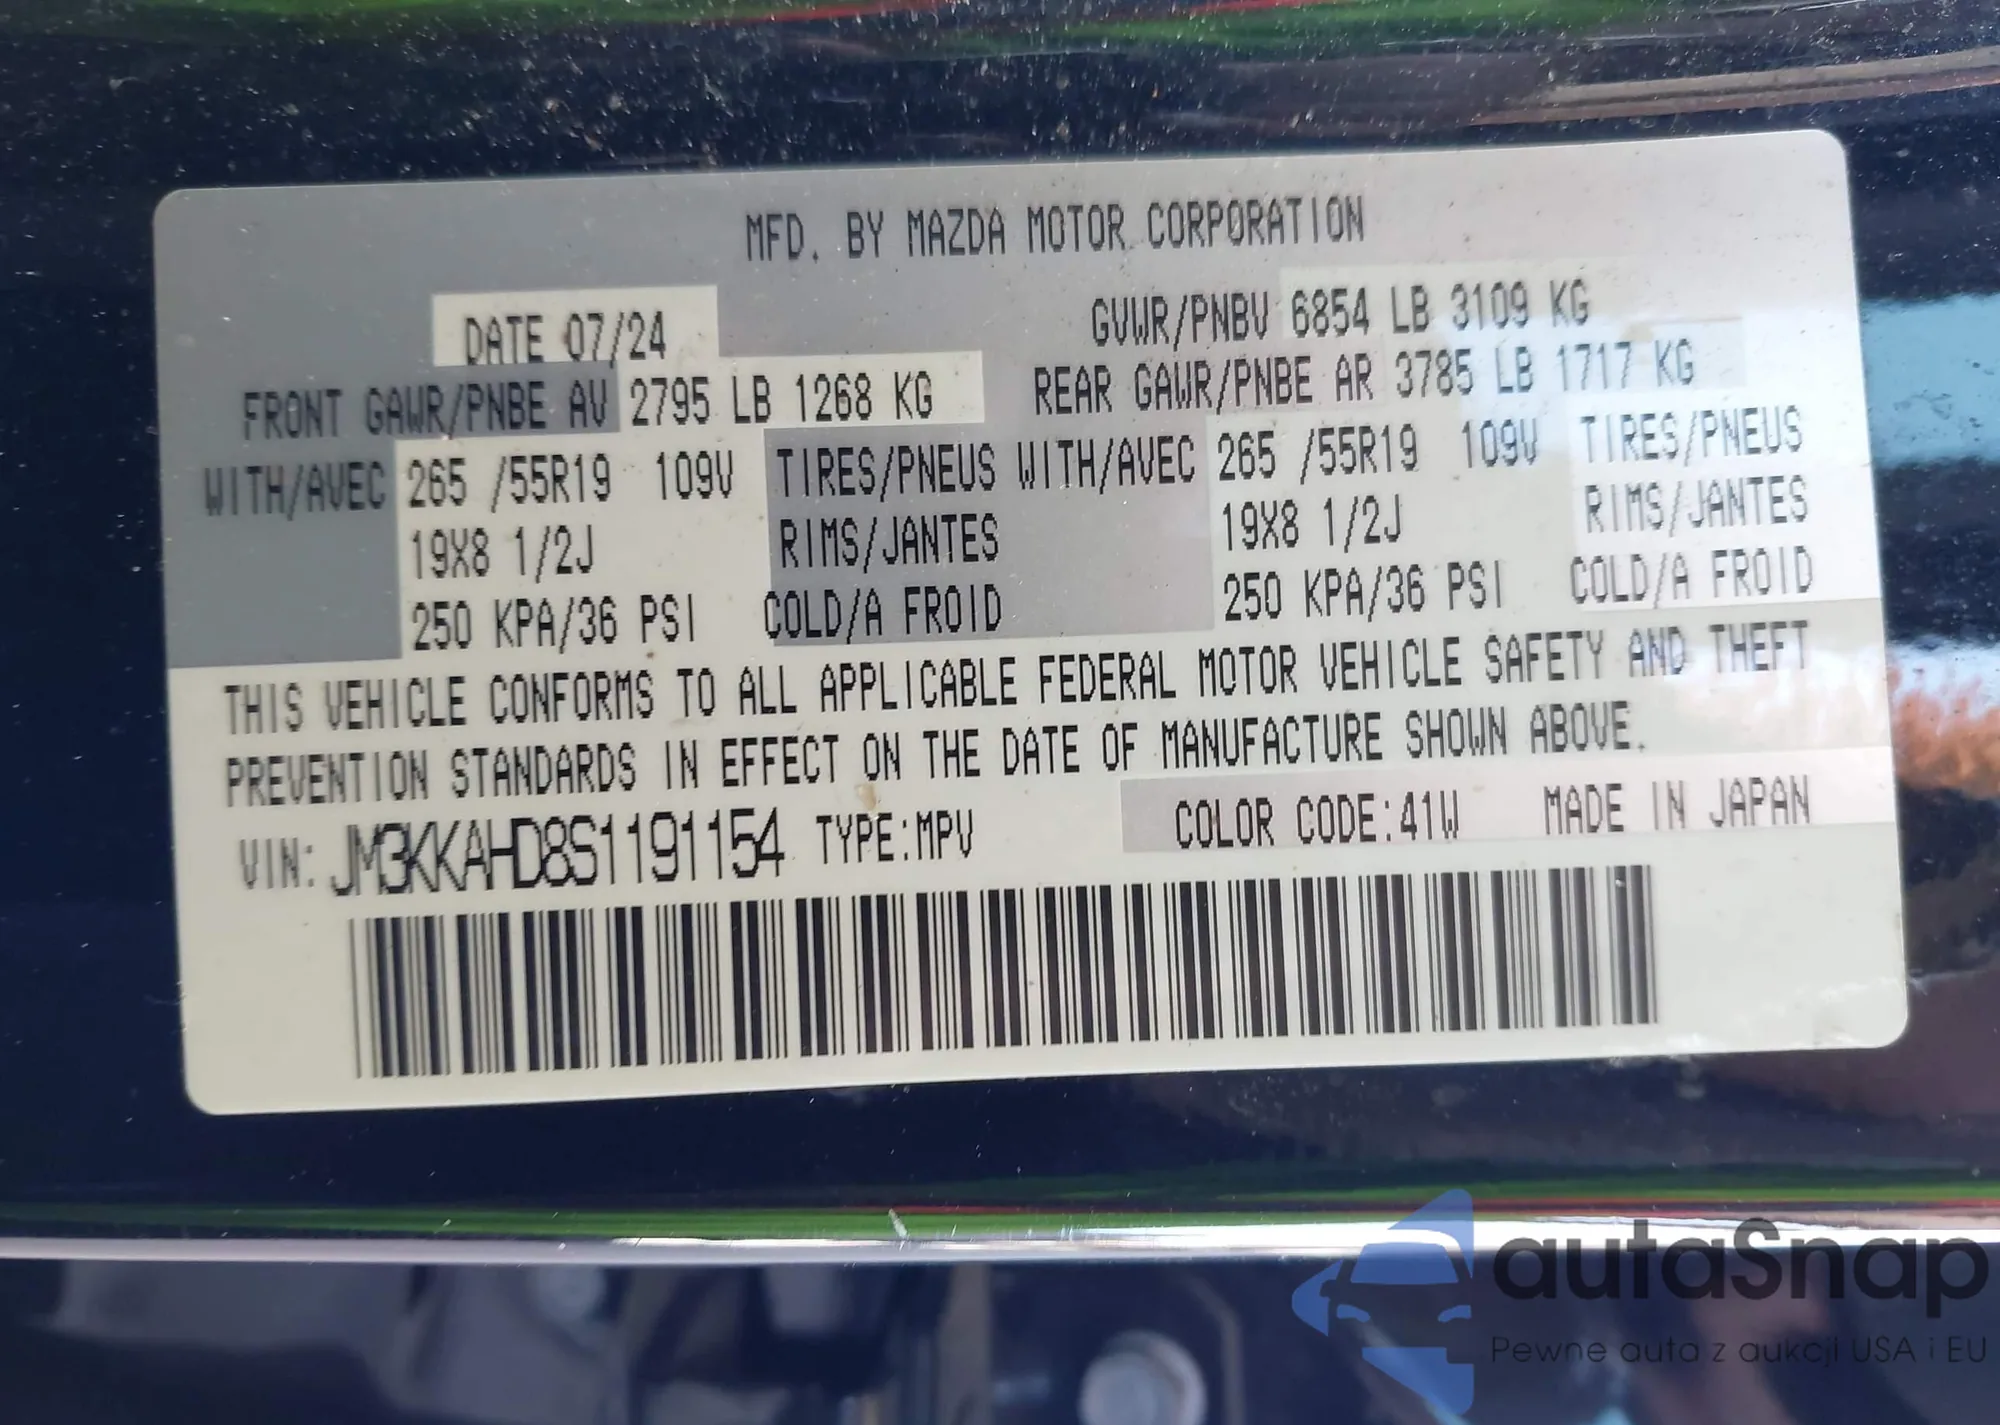 MFD. BY MAZDA MOTOR CORPORATION
DATE 07/24 GVWR/PNBV 6854 LB 3109 KG
FRONT GAWR/PNBE AV 2795 LB 1268 KG REAR GAWR/PNBE AR 3785 LB 1717 KG
WITH/AVEC 265 /55R19 109V TIRES/PNEUS WITH/AVEC 265 /55R19 109V TIRES/PNEUS
19X8 1/2J RIMS/JANTES 19X8 1/2J RIMS/JANTES
250 KPA/36 PSI COLD/A FROID 250 KPA/36 PSI COLD/A FROID
THIS VEHICLE CONFORMS TO ALL APPLICABLE FEDERAL MOTOR VEHICLE SAFETY AND THEFT
PREVENTION STANDARDS IN EFFECT ON THE DATE OF MANUFACTURE SHOWN ABOVE.
VIN: JM3KKAHD8S1191154 TYPE:MPV COLOR CODE:41W MADE IN JAPAN
autaSnap
Pewne auta z aukcji USA i EU